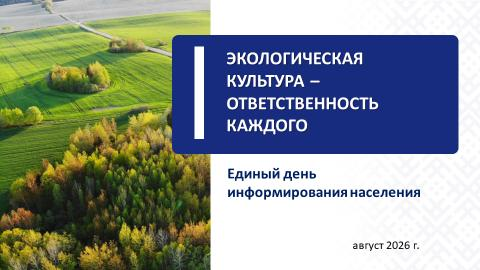 ЭКОЛОГИЧЕСКАЯ
КУЛЬТУРА –
ОТВЕТСТВЕННОСТЬ
КАЖДОГО
Единый день
информирования населения
август 2026 г.